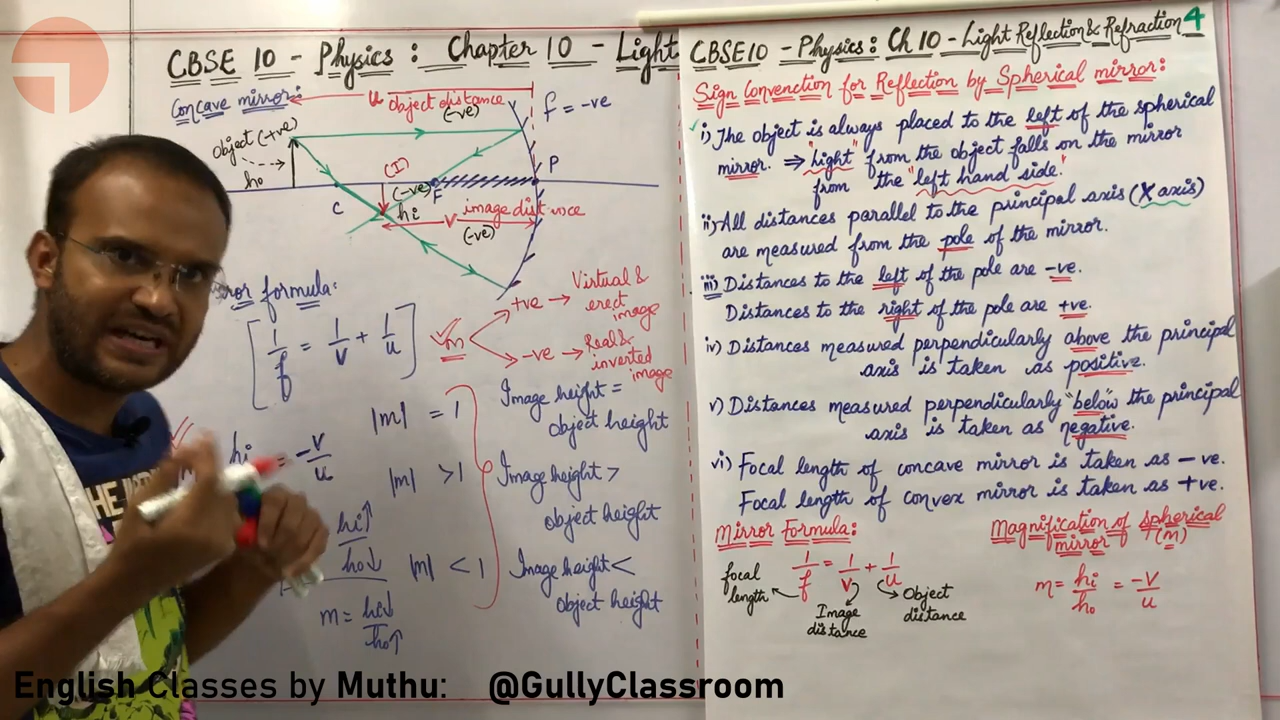 CBSE 10 - Physics : Chapter 10 - Light
Concave mirror:
u object distance
(-ve)
f = -ve
object (+ve)
ho
(I)
(-ve)
F
P
C
hi
v image distance
(-ve)
ror formula:
1/f = 1/v + 1/u
m
+ve → Virtual &
erect
image
-ve → Real &
inverted
image
hi = -v/u
|m| = 1
Image height =
object height
|m| > 1
Image height >
object height
hi↑/ho↓
|m| < 1
Image height <
object height
m = hi↓/ho↑
CBSE10 - Physics : Ch 10 - Light Reflection & Refraction 4
Sign Convenction for Reflection by Spherical mirror:
i) The object is always placed to the left of the spherical
mirror. ⇒ "Light" from the object falls on the mirror
from the "left hand side."
ii) All distances parallel to the principal axis (X axis)
are measured from the pole of the mirror.
iii) Distances to the left of the pole are -ve.
Distances to the right of the pole are +ve.
iv) Distances measured perpendicularly above the principal
axis is taken as positive.
v) Distances measured perpendicularly "below" the principal
axis is taken as negative.
vi) Focal length of concave mirror is taken as -ve.
Focal length of convex mirror is taken as +ve.
Mirror Formula:
1/f = 1/v + 1/u
focal
length
Image
distance
Object
distance
Magnification of spherical
mirror (m)
m = hi/ho = -v/u
English Classes by Muthu: @GullyClassroom